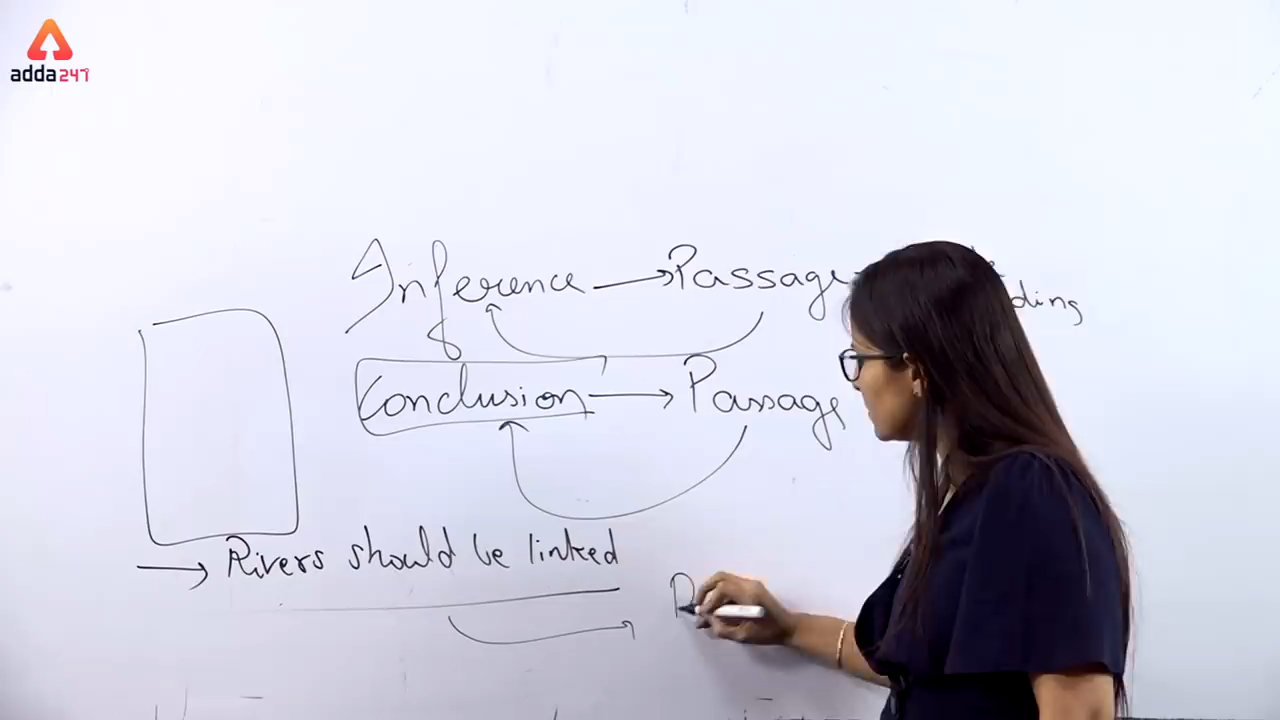 adda247
Inference → Passage
ding
Conclusion → Passage
→ Rivers should be linked